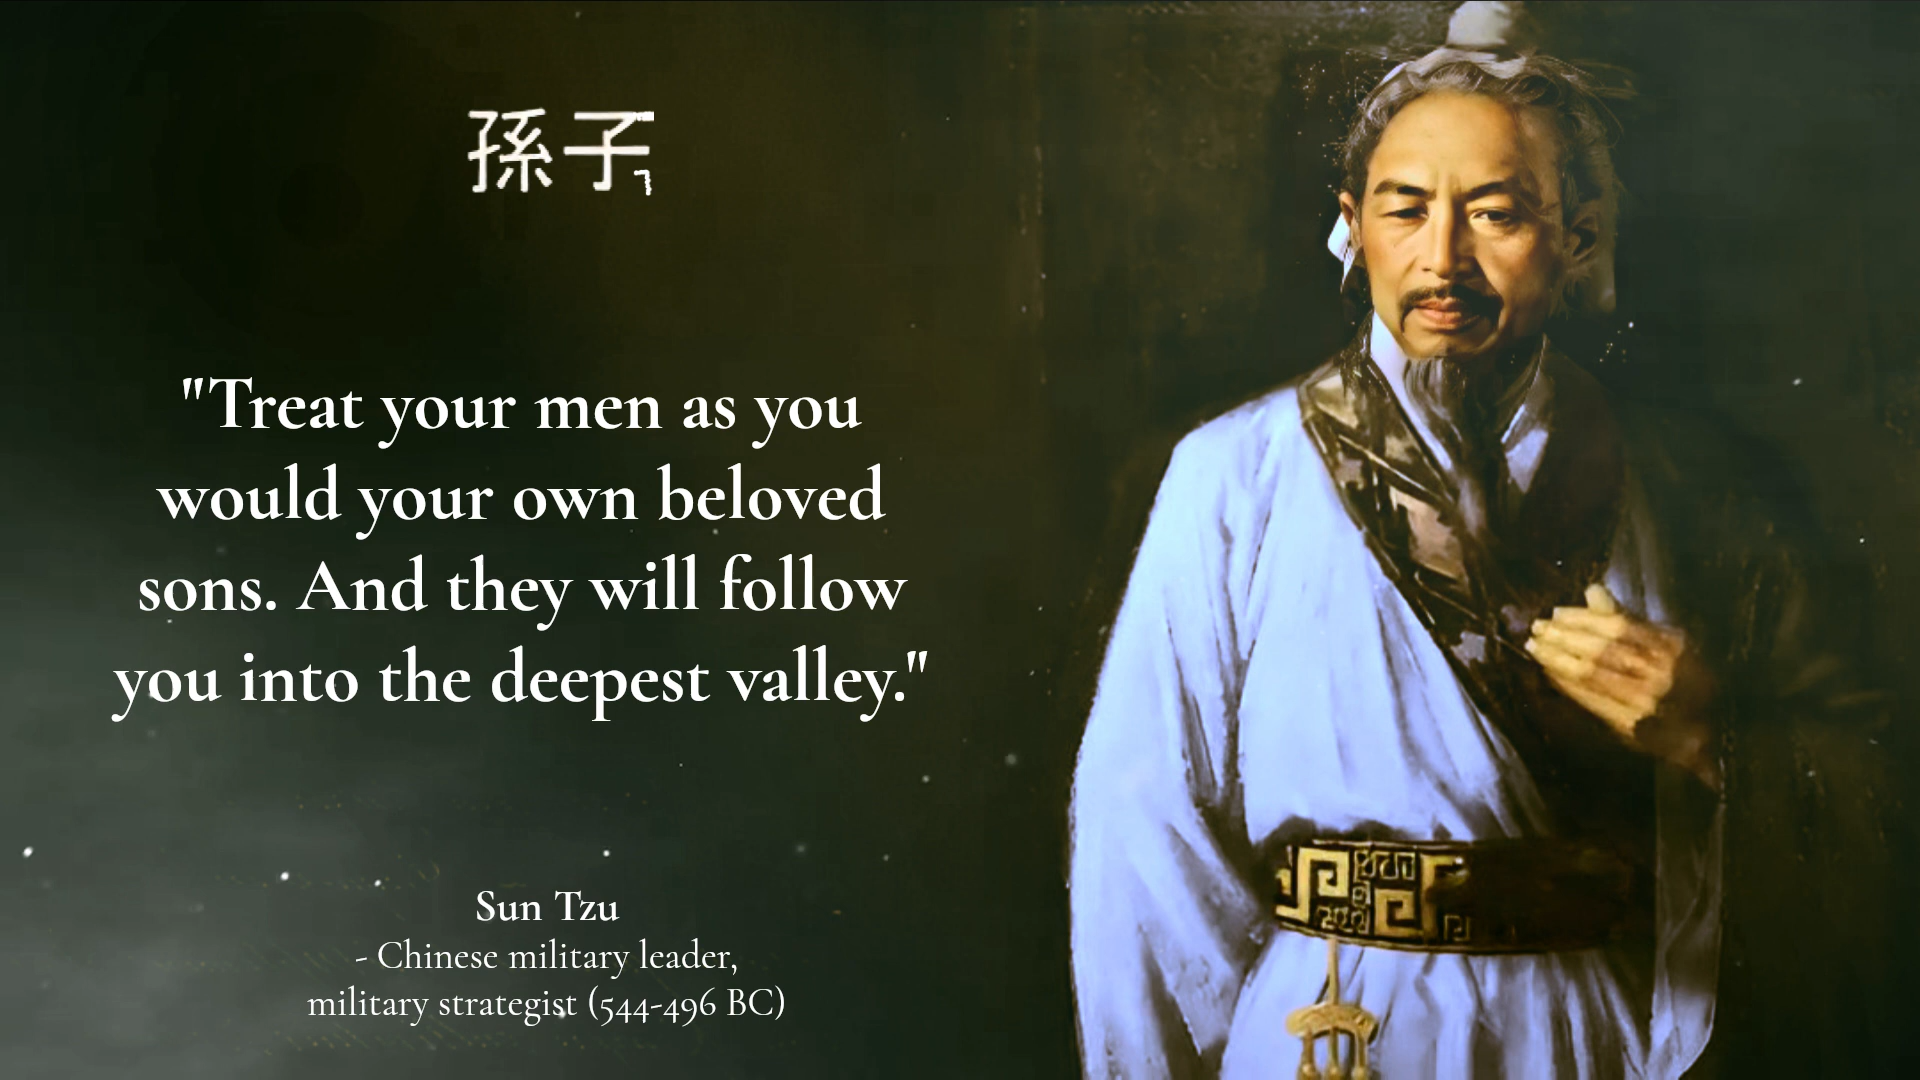 孫子
"Treat your men as you
would your own beloved
sons. And they will follow
you into the deepest valley."
Sun Tzu
- Chinese military leader,
military strategist (544-496 BC)